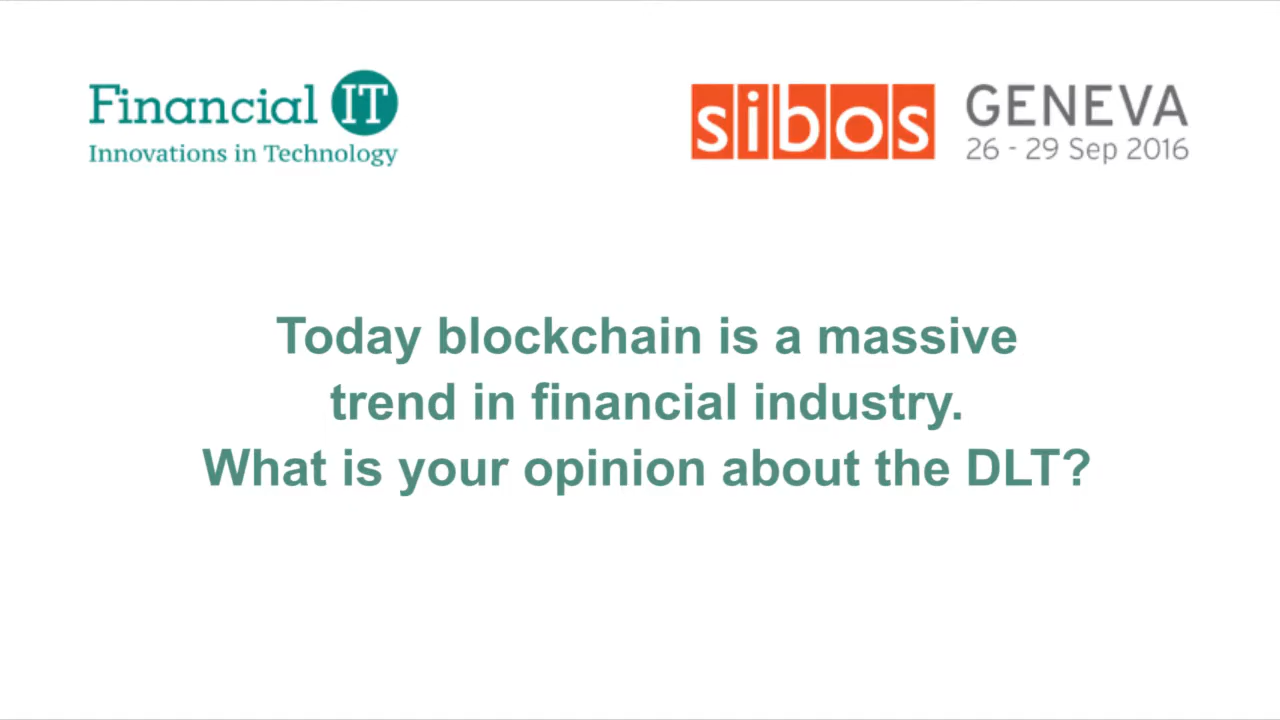 Financial IT
Innovations in Technology
sibos GENEVA
26 - 29 Sep 2016
Today blockchain is a massive
trend in financial industry.
What is your opinion about the DLT?